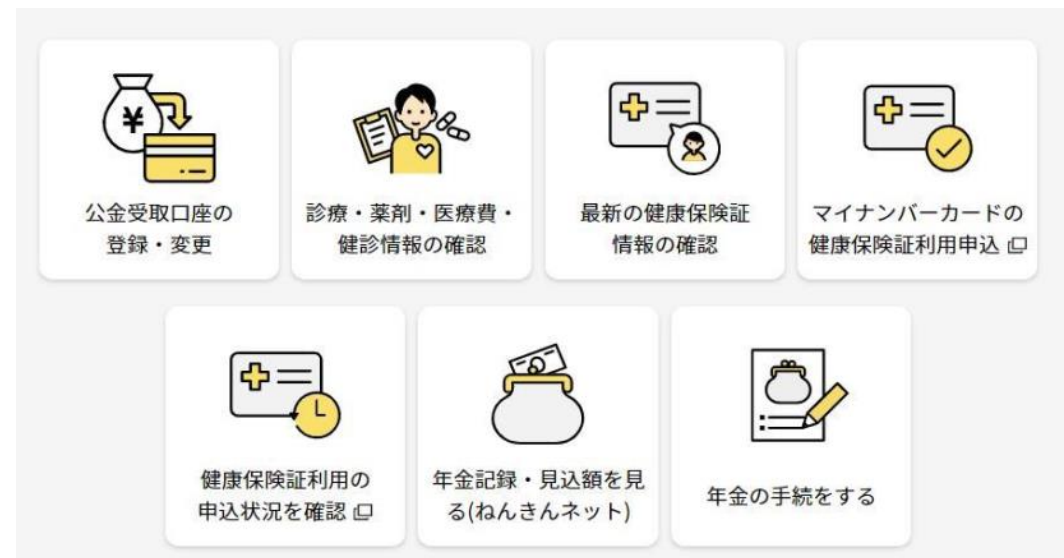 ¥
公金受取口座の
登録・変更
診療・薬剤・医療費・
健診情報の確認
最新の健康保険証
情報の確認
マイナンバーカードの
健康保険証利用申込
健康保険証利用の
申込状況を確認
年金記録・見込額を見
る(ねんきんネット)
年金の手続をする